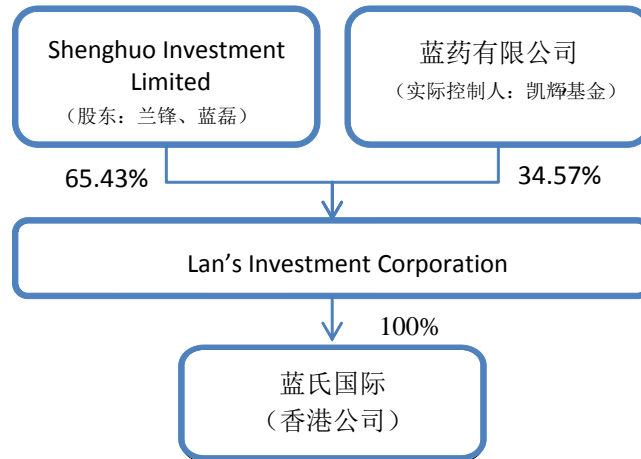 Shenghuo Investment
Limited
（股东：兰锋、蓝磊）
蓝药有限公司
（实际控制人：凯辉基金）
65.43%
34.57%
Lan’s Investment Corporation
100%
蓝氏国际
（香港公司）